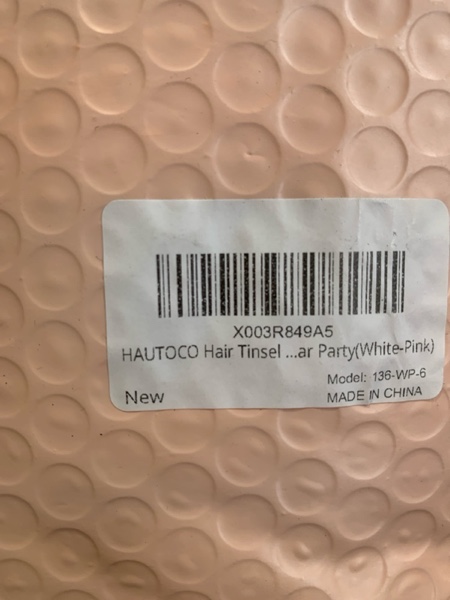 X003R849A5
HAUTOCO Hair Tinsel ...ar Party(White-Pink)
New
Model: 136-WP-6
MADE IN CHINA